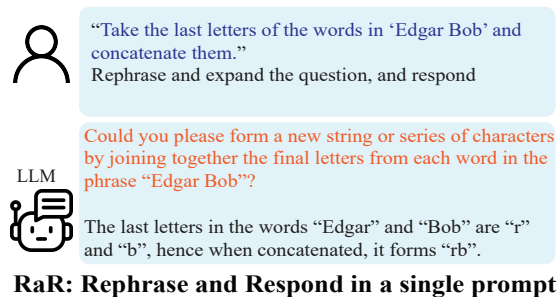 “Take the last letters of the words in ‘Edgar Bob’ and
concatenate them.”
Rephrase and expand the question, and respond
Could you please form a new string or series of characters
by joining together the final letters from each word in the
phrase “Edgar Bob”?
LLM
The last letters in the words “Edgar” and “Bob” are “r”
and “b”, hence when concatenated, it forms “rb”.
RaR: Rephrase and Respond in a single prompt